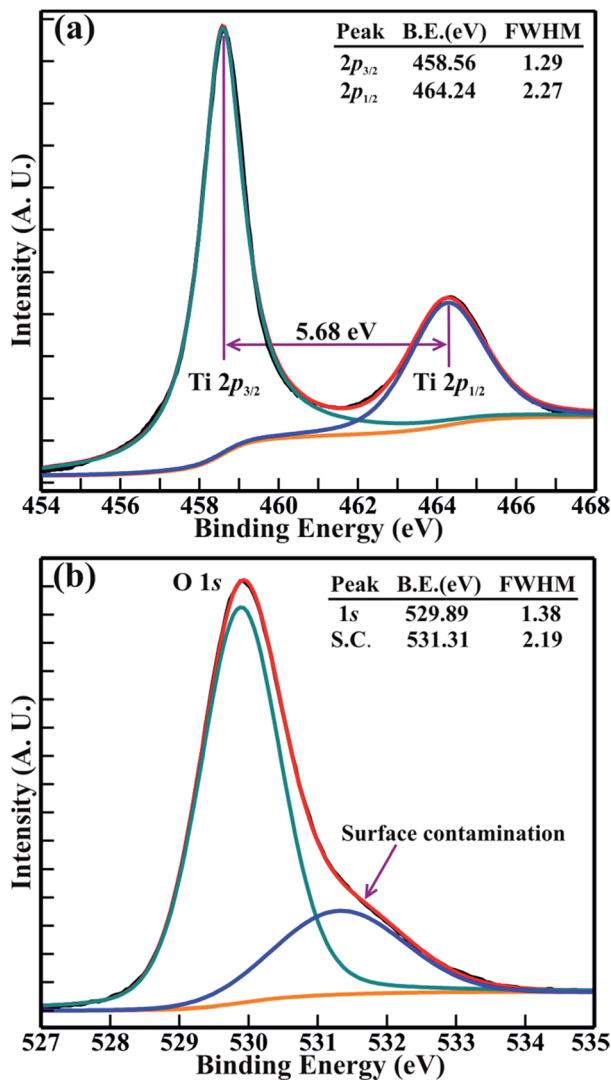 (a)
Peak B.E.(eV) FWHM
2p3/2 458.56 1.29
2p1/2 464.24 2.27
Intensity (A. U.)
5.68 eV
Ti 2p3/2 Ti 2p1/2
454 456 458 460 462 464 466 468
Binding Energy (eV)
(b)
O 1s
Peak B.E.(eV) FWHM
1s 529.89 1.38
S.C. 531.31 2.19
Intensity (A. U.)
Surface contamination
527 528 529 530 531 532 533 534 535
Binding Energy (eV)